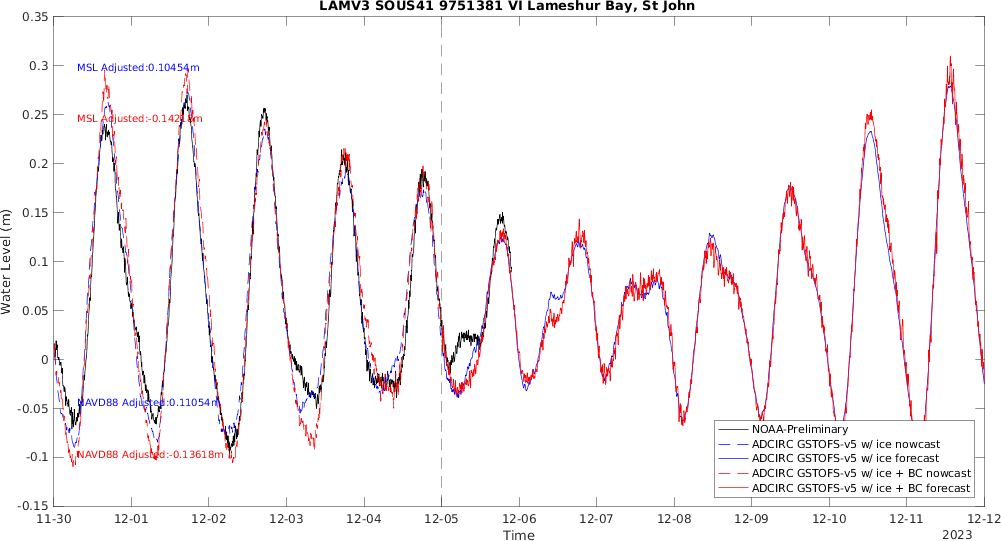 LAMV3 SOUS41 9751381 VI Lameshur Bay, St John
0.35
0.3
0.25
0.2
0.15
0.1
0.05
0
-0.05
-0.1
-0.15
Water Level (m)
MSL Adjusted:0.10454m
MSL Adjusted:-0.14218m
NAVD88 Adjusted:0.11054m
NAVD88 Adjusted:-0.13618m
NOAA-Preliminary
ADCIRC GSTOFS-v5 w/ ice nowcast
ADCIRC GSTOFS-v5 w/ ice forecast
ADCIRC GSTOFS-v5 w/ ice + BC nowcast
ADCIRC GSTOFS-v5 w/ ice + BC forecast
11-30 12-01 12-02 12-03 12-04 12-05 12-06 12-07 12-08 12-09 12-10 12-11 12-12
Time
2023